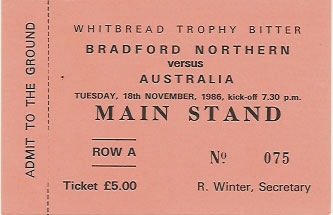 ADMIT TO THE GROUND
WHITBREAD TROPHY BITTER
BRADFORD NORTHERN
versus
AUSTRALIA
TUESDAY, 18th NOVEMBER, 1986, kick-off 7.30 p.m.
MAIN STAND
ROW A
Nº 075
Ticket £5.00
R. Winter, Secretary